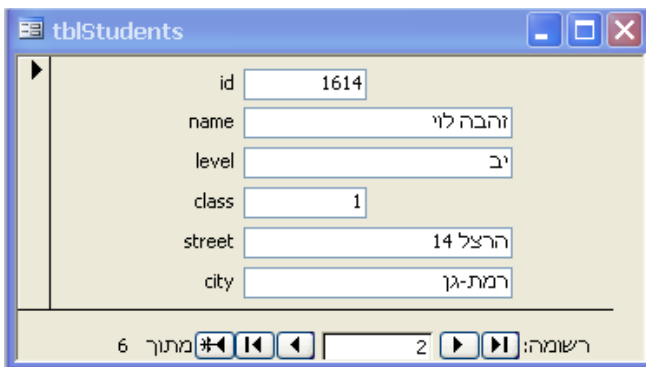 tblStudents
id 1614
name זהבה לוי
level יב
class 1
street הרצל 14
city רמת-גן
רשומה: 2 מתוך 6